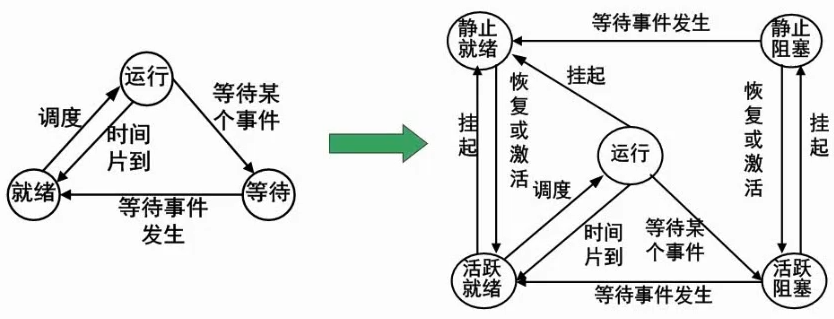 运行
调度
等待某
个事件
时间
片到
就绪
等待
等待事件
发生
静止
就绪
等待事件发生
静止
阻塞
挂起
挂
起
恢
复
或
激
活
运行
调度
时间
片到
等待某
个事件
恢
复
或
激
活
挂
起
活跃
就绪
等待事件发生
活跃
阻塞